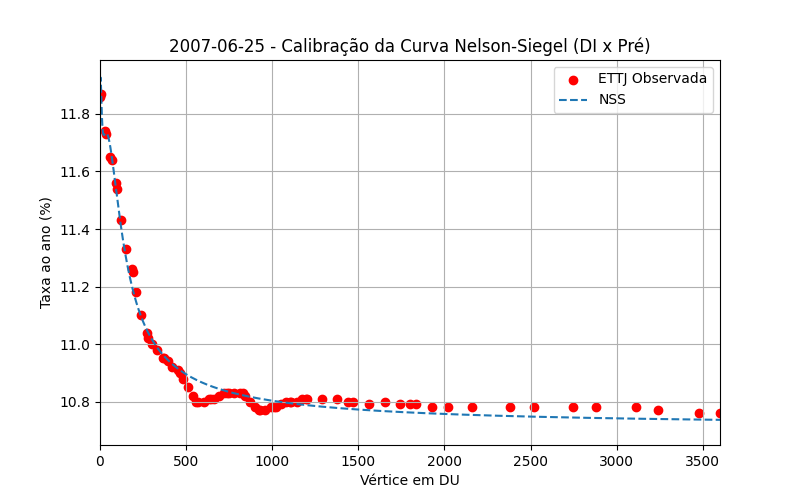 2007-06-25 - Calibração da Curva Nelson-Siegel (DI x Pré)
ETTJ Observada
NSS
Taxa ao ano (%)
11.8
11.6
11.4
11.2
11.0
10.8
0 500 1000 1500 2000 2500 3000 3500
Vértice em DU